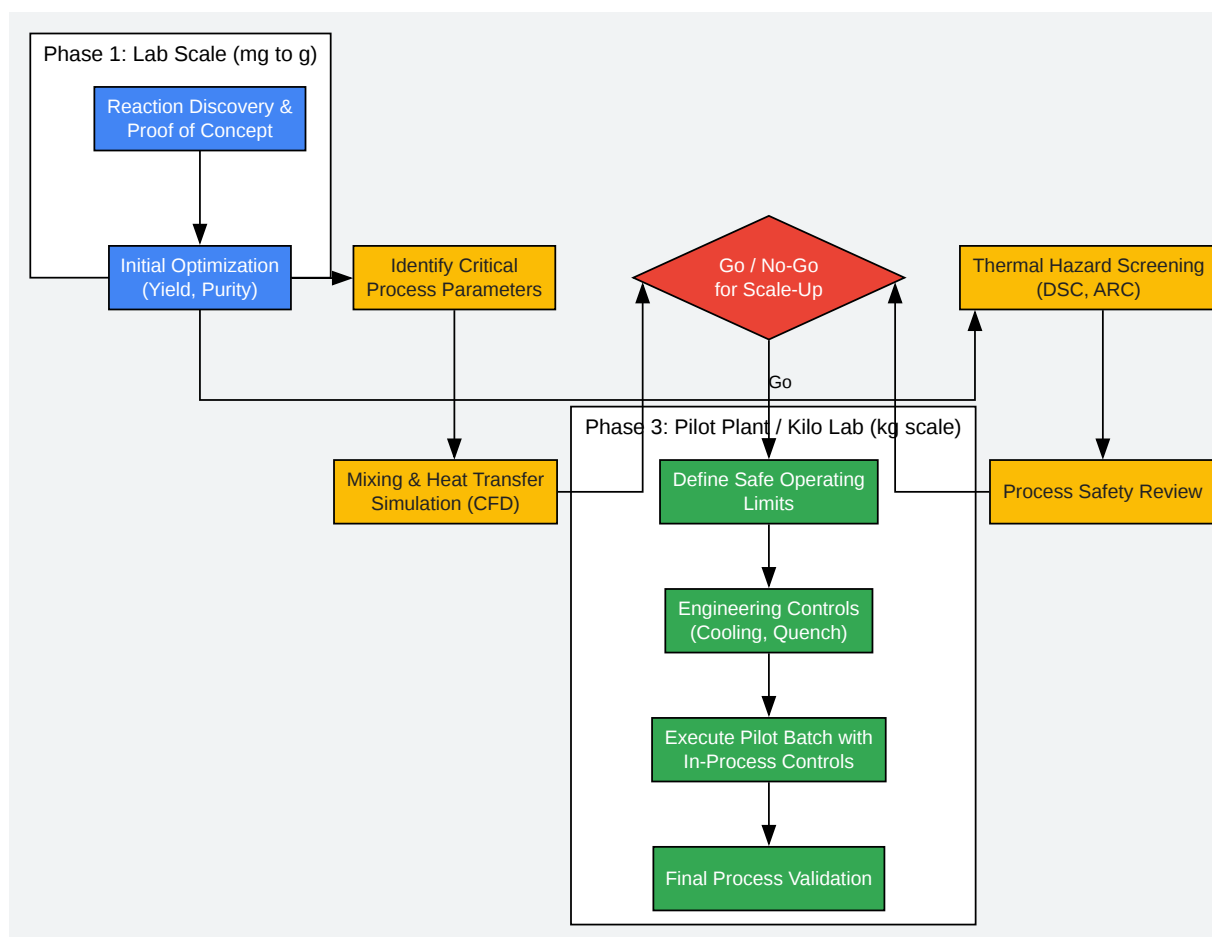 Phase 1: Lab Scale (mg to g)
Reaction Discovery &
Proof of Concept
Initial Optimization
(Yield, Purity)
Identify Critical
Process Parameters
Go / No-Go
for Scale-Up
Thermal Hazard Screening
(DSC, ARC)
Go
Phase 3: Pilot Plant / Kilo Lab (kg scale)
Mixing & Heat Transfer
Simulation (CFD)
Define Safe Operating
Limits
Process Safety Review
Engineering Controls
(Cooling, Quench)
Execute Pilot Batch with
In-Process Controls
Final Process Validation